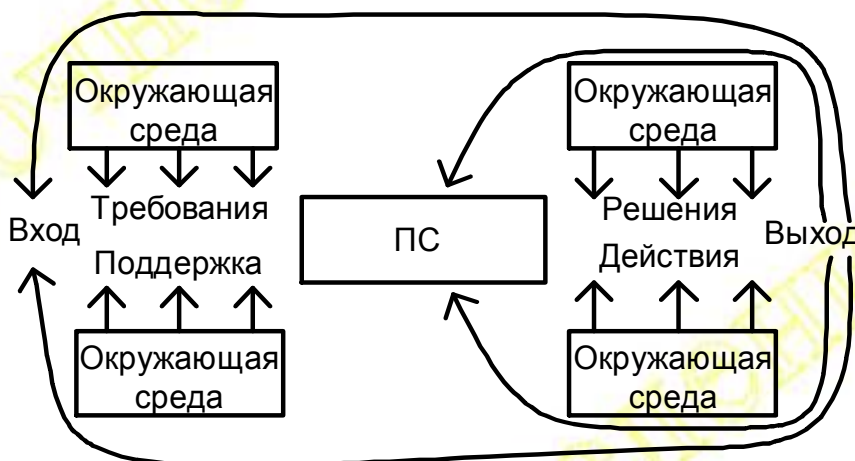 Окружающая
среда
Окружающая
среда
Требования
Решения
Вход
ПС
Выход
Поддержка
Действия
Окружающая
среда
Окружающая
среда